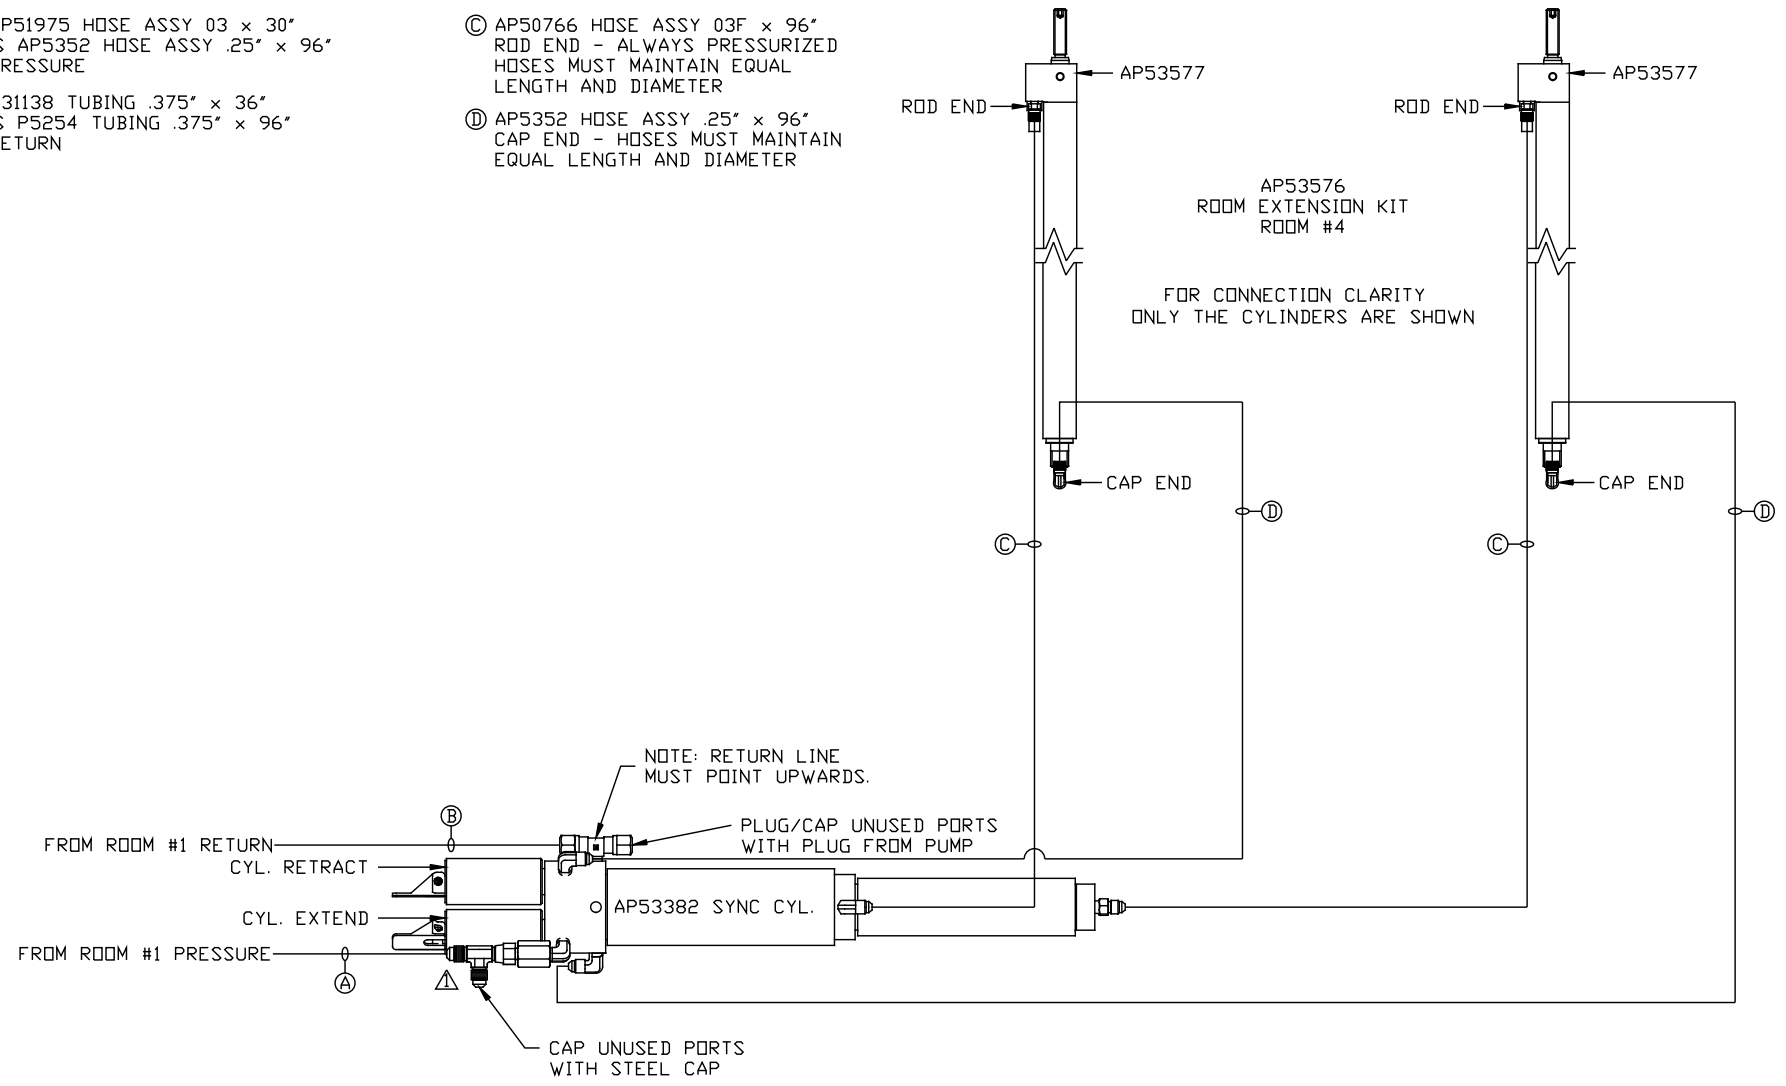 P51975 HOSE ASSY 03 x 30"
S AP5352 HOSE ASSY .25" x 96"
RESSURE
31138 TUBING .375" x 36"
S P5254 TUBING .375" x 96"
ETURN
C AP50766 HOSE ASSY 03F x 96"
ROD END - ALWAYS PRESSURIZED
HOSES MUST MAINTAIN EQUAL
LENGTH AND DIAMETER
D AP5352 HOSE ASSY .25" x 96"
CAP END - HOSES MUST MAINTAIN
EQUAL LENGTH AND DIAMETER
AP53577
ROD END
AP53577
ROD END
AP53576
ROOM EXTENSION KIT
ROOM #4
FOR CONNECTION CLARITY
ONLY THE CYLINDERS ARE SHOWN
CAP END
CAP END
D
D
C
C
NOTE: RETURN LINE
MUST POINT UPWARDS.
B
PLUG/CAP UNUSED PORTS
WITH PLUG FROM PUMP
FROM ROOM #1 RETURN
CYL. RETRACT
CYL. EXTEND
AP53382 SYNC CYL.
FROM ROOM #1 PRESSURE
A
1
CAP UNUSED PORTS
WITH STEEL CAP